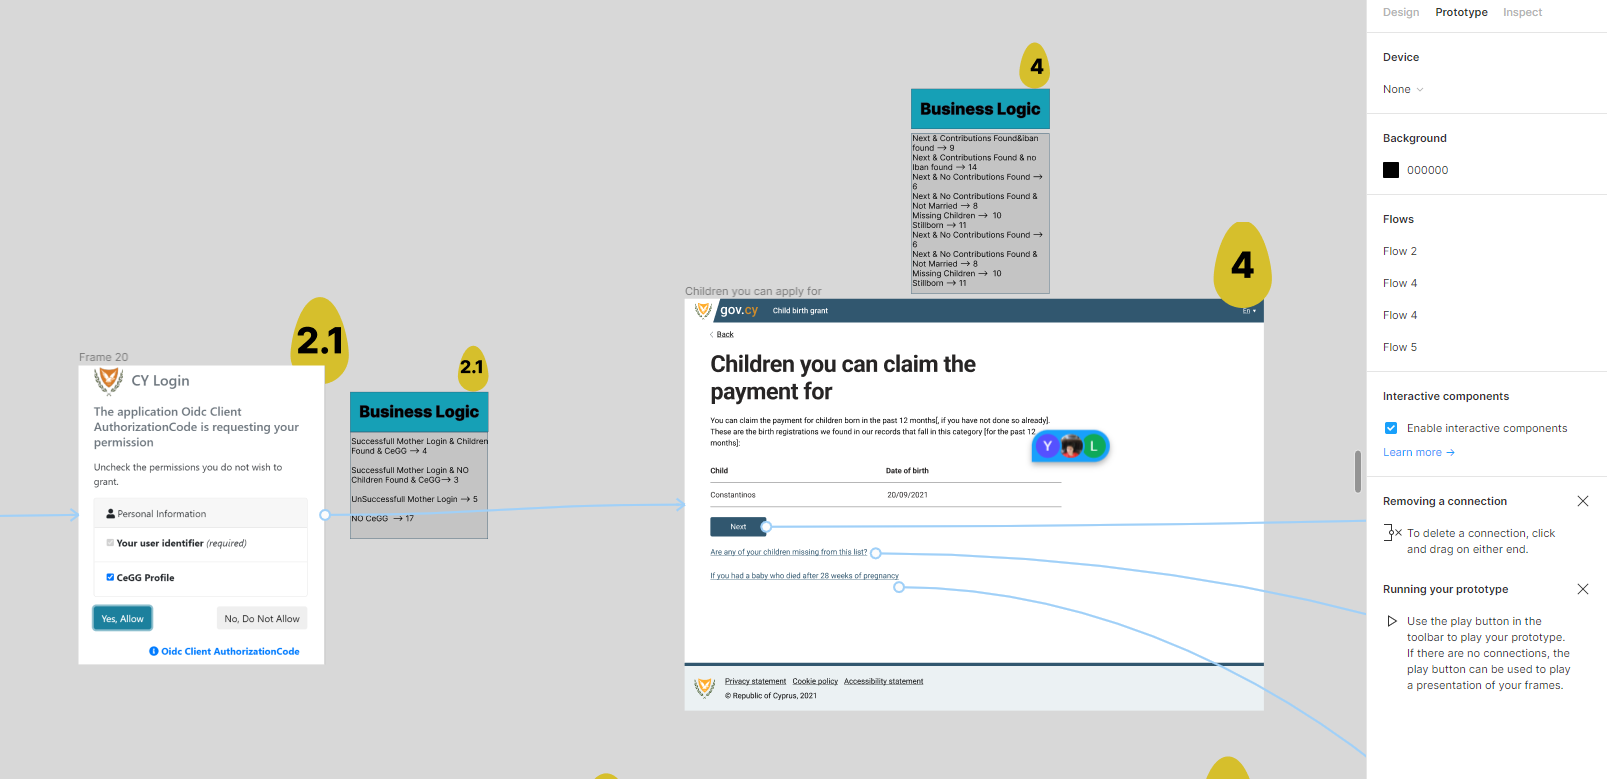 Design Prototype Inspect
Device
None
Background
000000
Flows
Flow 2
Flow 4
Flow 4
Flow 5
Interactive components
Enable interactive components
Learn more →
Removing a connection
To delete a connection, click
and drag on either end.
Running your prototype
Use the play button in the
toolbar to play your prototype.
If there are no connections, the
play button can be used to play
a presentation of your frames.
4
Business Logic
Next & Contributions Found&iban
found → 9
Next & Contributions Found & no
Iban found → 14
Next & No Contributions Found →
6
Next & No Contributions Found &
Not Married → 8
Missing Children → 10
Stillborn → 11
Next & No Contributions Found →
6
Next & No Contributions Found &
Not Married → 8
Missing Children → 10
Stillborn → 11
4
Frame 20
2.1
CY Login
The application Oidc Client
AuthorizationCode is requesting your
permission
Uncheck the permissions you do not wish to
grant.
Personal Information
Your user identifier (required)
CeGG Profile
Yes, Allow
No, Do Not Allow
Oidc Client AuthorizationCode
2.1
Business Logic
Successfull Mother Login & Children
Found & CeGG → 4
Successfull Mother Login & NO
Children Found & CeGG→ 3
UnSuccessfull Mother Login → 5
NO CeGG → 17
Children you can apply for
gov.cy
Child birth grant
En
Back
Children you can claim the
payment for
You can claim the payment for children born in the past 12 months[, if you have not done so already].
These are the birth registrations we found in our records that fall in this category [for the past 12
months]:
Y L
Child Date of birth
Constantinos 20/09/2021
Next
Are any of your children missing from this list?
If you had a baby who died after 28 weeks of pregnancy
Privacy statement Cookie policy Accessibility statement
© Republic of Cyprus, 2021